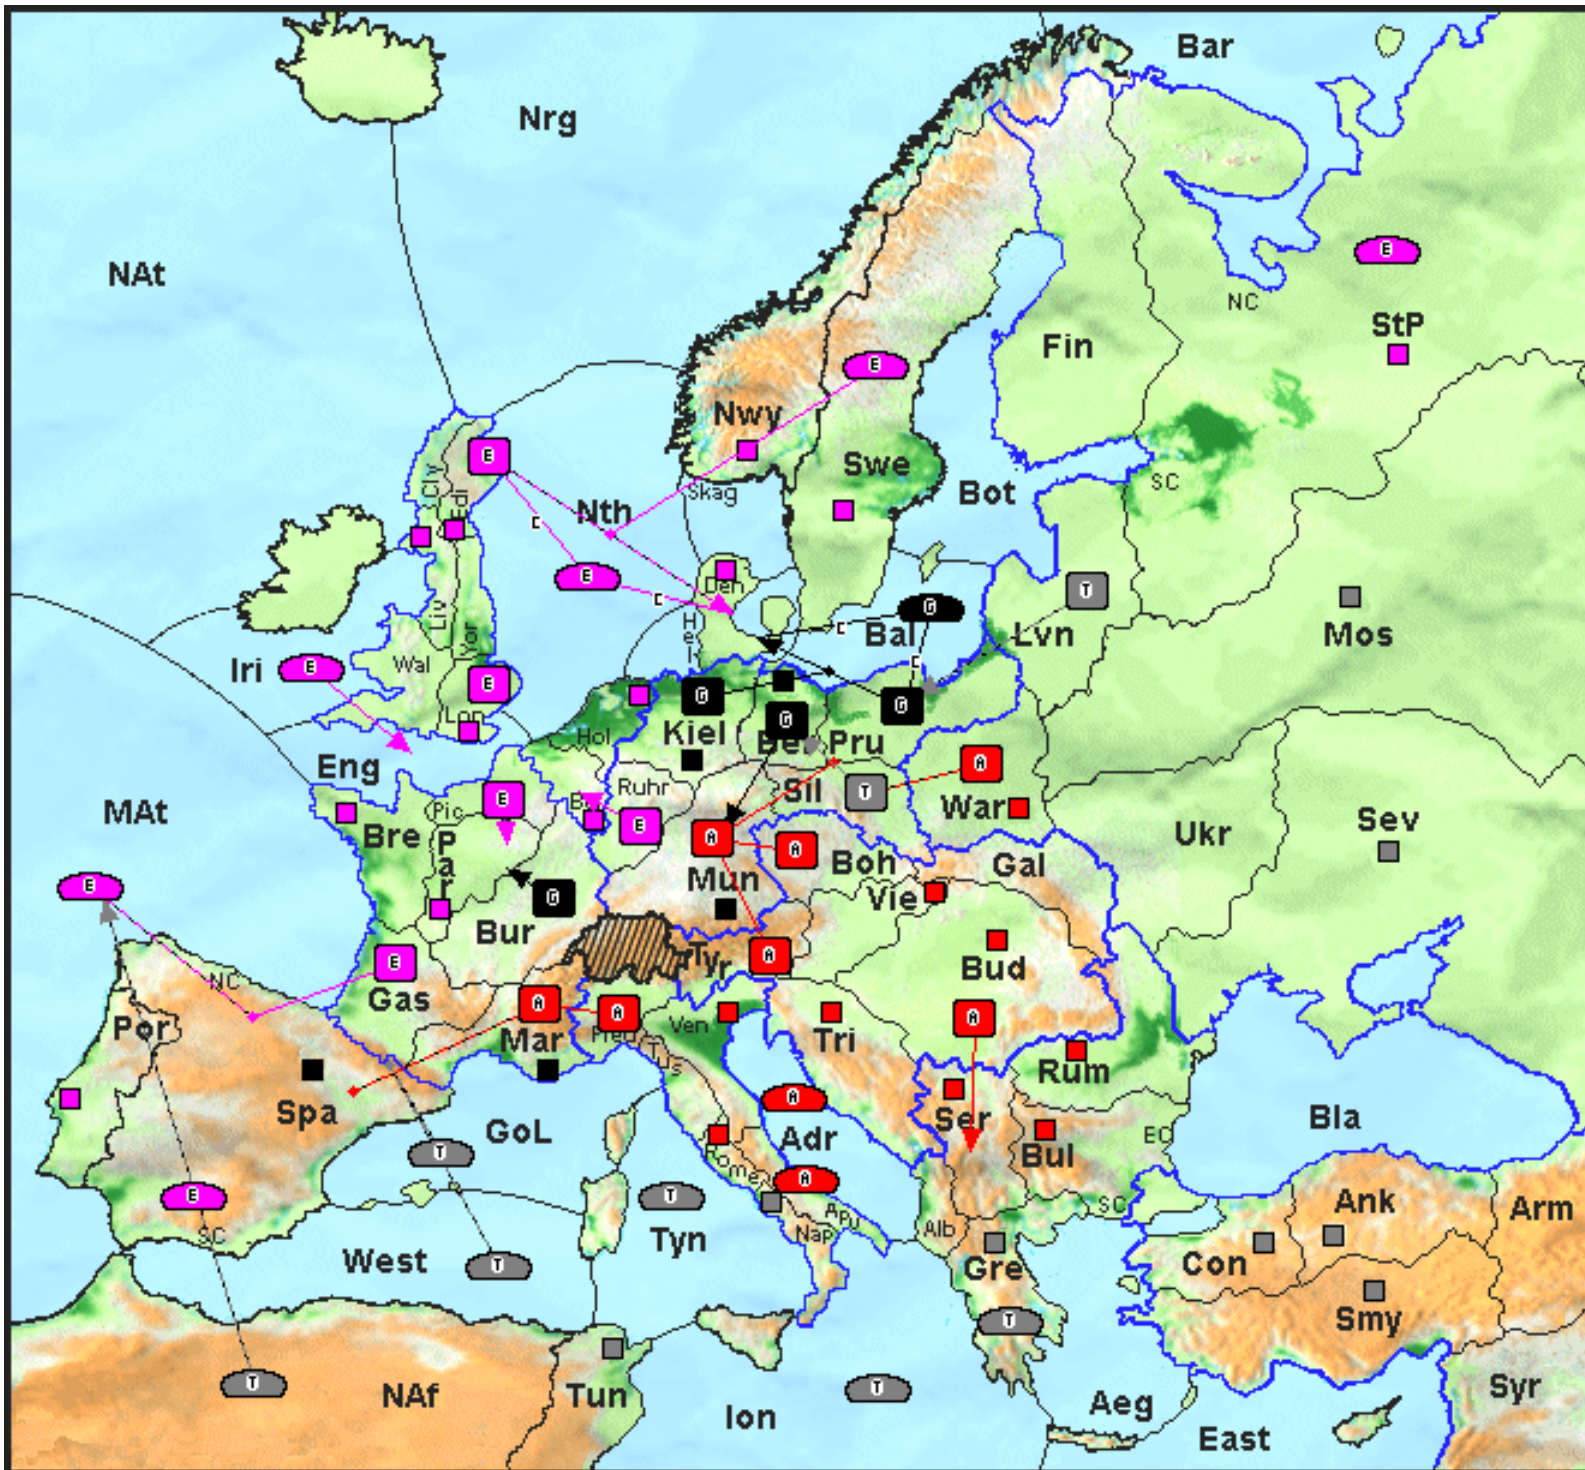 Bar
Nrg
NAt
E
NC
StP
Fin
E
Nwy
E
Cly
Edi
Swe
SC
Skag
Bot
Nth
C
E
Den
C
T
G
Hel
C
Bal
Lvn
Mos
Liv
Yor
Wal
Iri
E
E
C
G
G
Lon
Hol
Kiel
G
Ber
Pru
Eng
A
Ruhr
Sil
T
War
MAt
E
Pic
Bre
E
A
A
Par
Boh
Gal
Ukr
Sev
Mun
E
G
Vie
Bur
Tyr
A
Bud
E
NC
Gas
A
A
A
Por
Mar
Pied
Ven
Tri
Tus
Rum
Spa
Ser
A
GoL
Adr
Bul
EC
Bla
T
Rome
A
E
T
Apu
SC
Ank
Arm
SC
Nap
Alb
Tyn
West
T
Gre
Con
T
Smy
T
T
NAf
Tun
Syr
Ion
Aeg
East